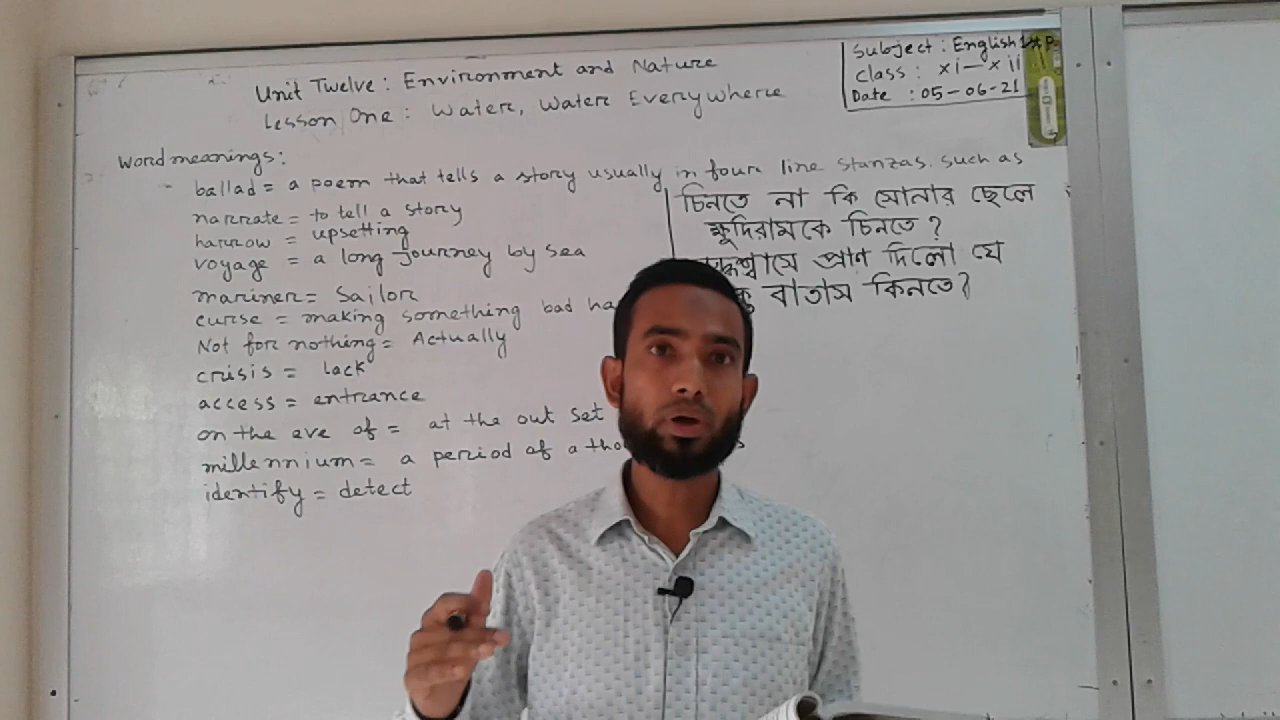 Unit Twelve: Environment and Nature
Lesson One: Water, Water Everywhere
Subject: English 1st P.
Class: xi-xii
Date: 05-06-21
Word meanings:
ballad = a poem that tells a story usually in four line stanzas. such as
narrate = to tell a story
harrow = upsetting
voyage = a long journey by sea
mariner = Sailor
curse = making something bad
Not for nothing = Actually
crisis = lack
access = entrance
on the eve of = at the out set
millennium = a period of a
identify = detect
চিনতে না কি সোনার ছেলে
ক্ষুদিরামকে চিনতে ?
প্রাণ দিলো যে
বাতাস কিনতে?